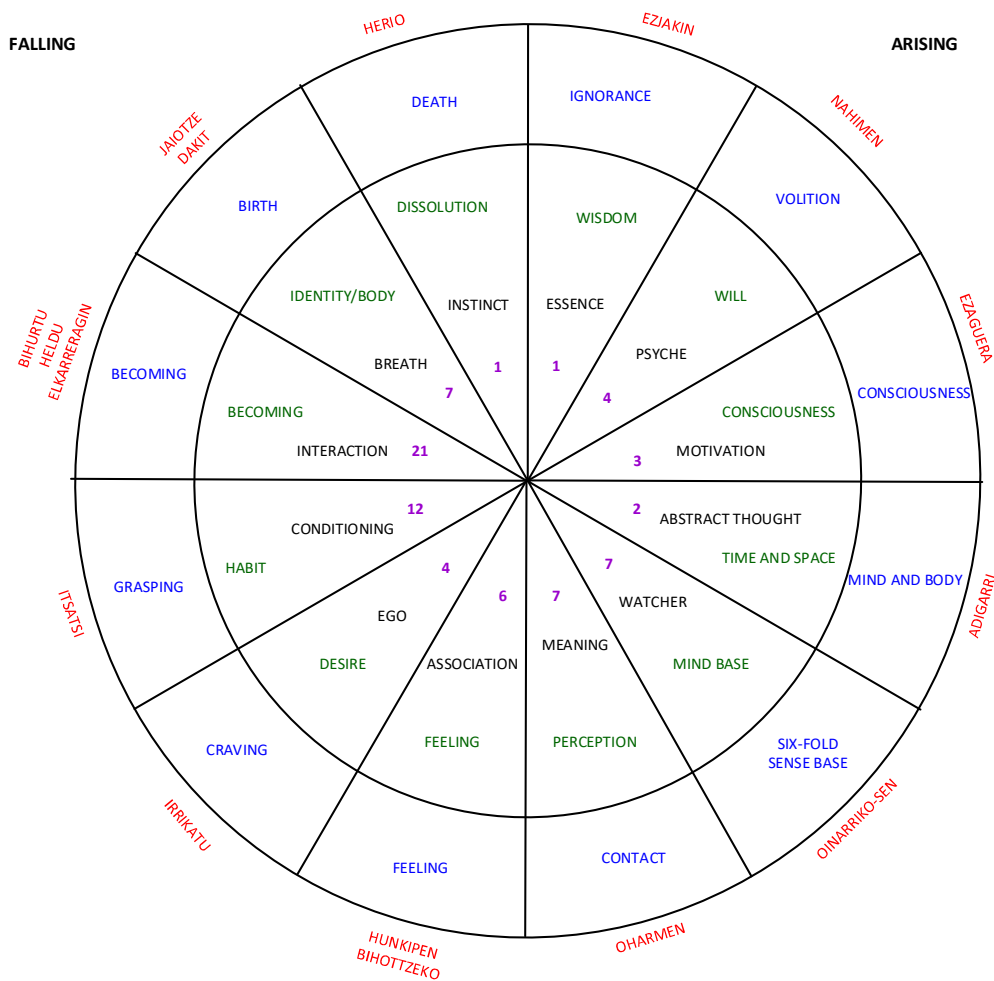 FALLING
ARISING
HERIO
EZJAKIN
NAHIMEN
EZAGUERA
ADIGARRI
OINARRIKO-SEN
OHARMEN
HUNKIPEN
BIHOTTZEKO
IRRIKATU
ITSATSI
BIHURTU
HELDU
ELKARRERAGIN
JAIOTZE
DAKIT
DEATH
IGNORANCE
VOLITION
CONSCIOUSNESS
MIND AND BODY
SIX-FOLD
SENSE BASE
CONTACT
FEELING
CRAVING
GRASPING
BECOMING
BIRTH
DISSOLUTION
WISDOM
WILL
CONSCIOUSNESS
TIME AND SPACE
MIND BASE
PERCEPTION
FEELING
DESIRE
HABIT
BECOMING
IDENTITY/BODY
INSTINCT
ESSENCE
PSYCHE
MOTIVATION
ABSTRACT THOUGHT
WATCHER
MEANING
ASSOCIATION
EGO
CONDITIONING
INTERACTION
BREATH
1
1
4
3
2
7
7
6
4
12
21
7